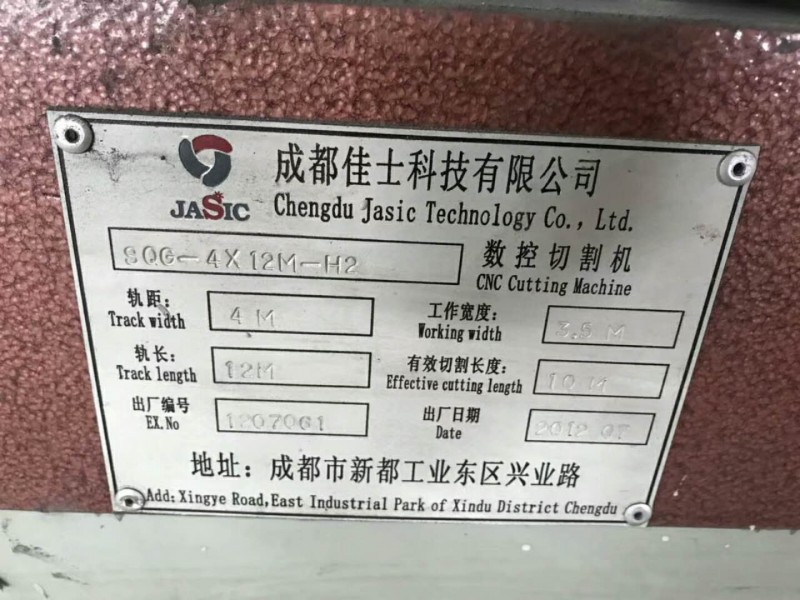 JASIC
成都佳士科技有限公司
Chengdu Jasic Technology Co., Ltd.
SQG-4X12M-H2
数控切割机
CNC Cutting Machine
轨距:
Track width
4 M
工作宽度:
Working width
3.5 M
轨长:
Track length
12M
有效切割长度:
Effective cutting length
10 M
出厂编号
EX.No
1207061
出厂日期
Date
2012.07
地址: 成都市新都工业东区兴业路
Add: Xingye Road,East Industrial Park of Xindu District Chengdu